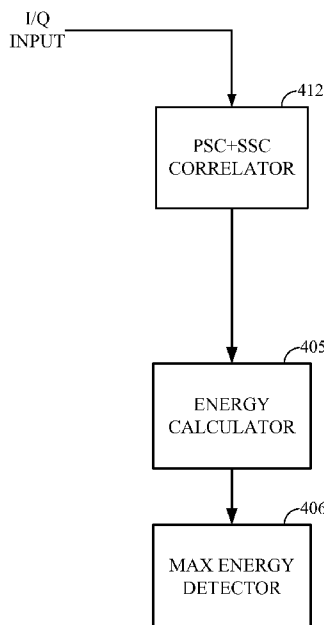 I/Q
INPUT
412
PSC+SSC
CORRELATOR
405
ENERGY
CALCULATOR
406
MAX ENERGY
DETECTOR